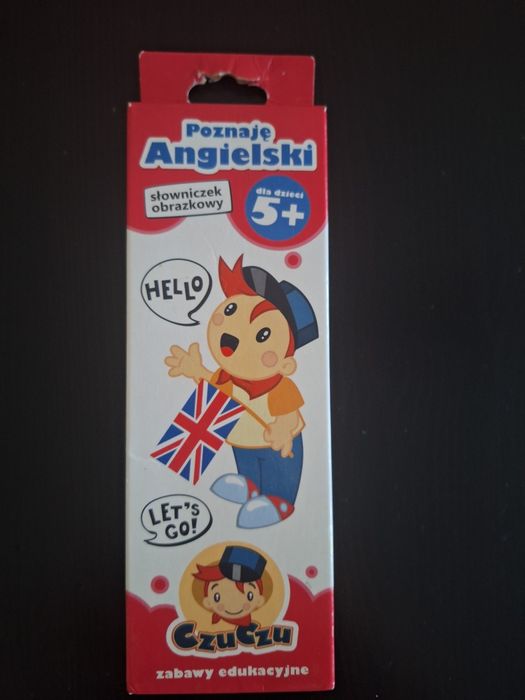 Poznaję
Angielski
słowniczek
obrazkowy
dla dzieci
5+
HELLO
LET'S
GO!
CzuCzu
zabawy edukacyjne